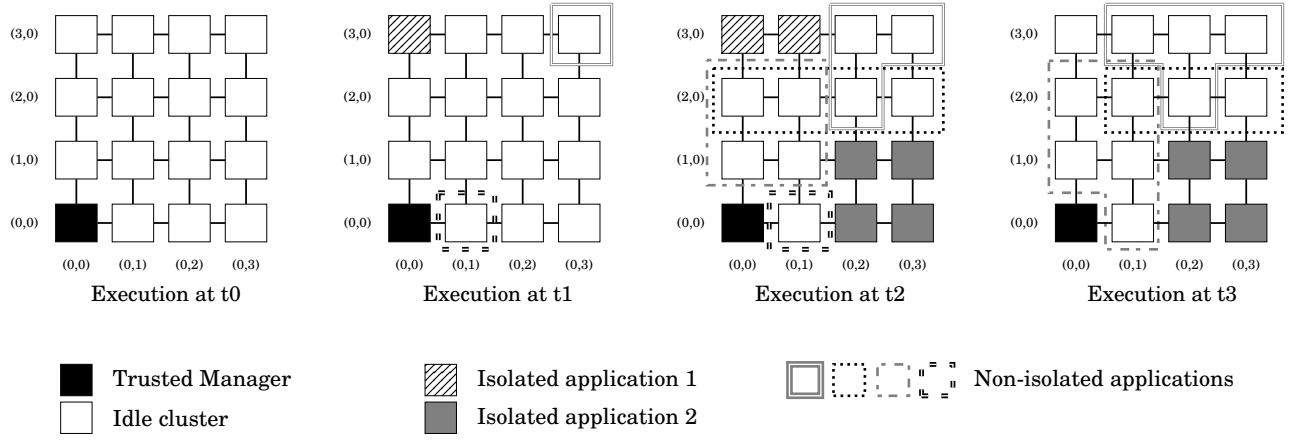 (3,0) (3,0) (3,0) (3,0)
(2,0) (2,0) (2,0) (2,0)
(1,0) (1,0) (1,0) (1,0)
(0,0) (0,0) (0,0) (0,0)
(0,0) (0,1) (0,2) (0,3) (0,0) (0,1) (0,2) (0,3) (0,0) (0,1) (0,2) (0,3) (0,0) (0,1) (0,2) (0,3)
Execution at t0 Execution at t1 Execution at t2 Execution at t3
Trusted Manager Isolated application 1 Non-isolated applications
Idle cluster Isolated application 2